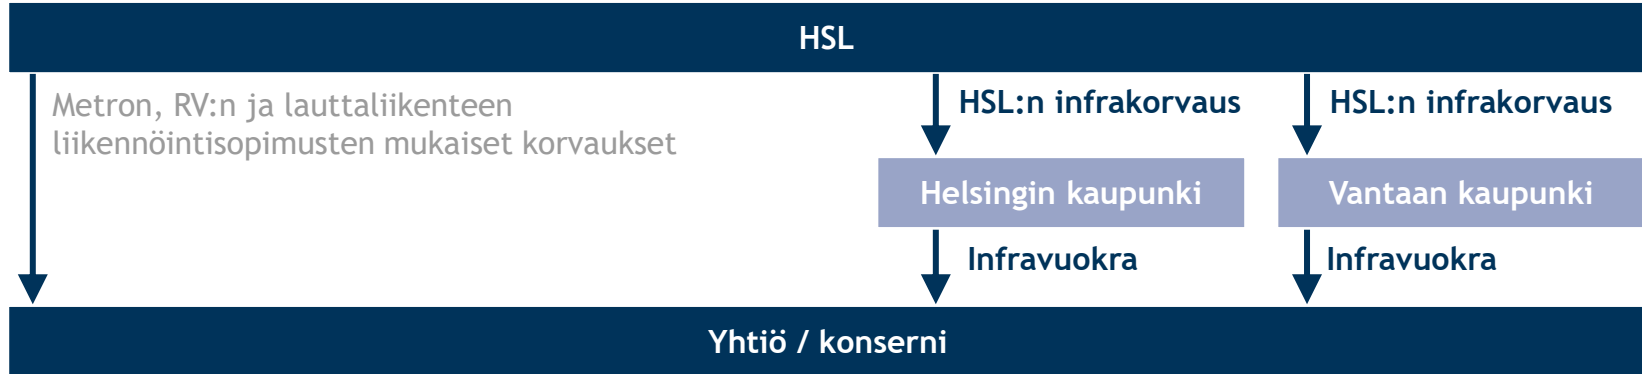 HSL
Metron, RV:n ja lauttaliikenteen
liikennöintisopimusten mukaiset korvaukset
HSL:n infrakorvaus
HSL:n infrakorvaus
Helsingin kaupunki
Vantaan kaupunki
Infravuokra
Infravuokra
Yhtiö / konserni